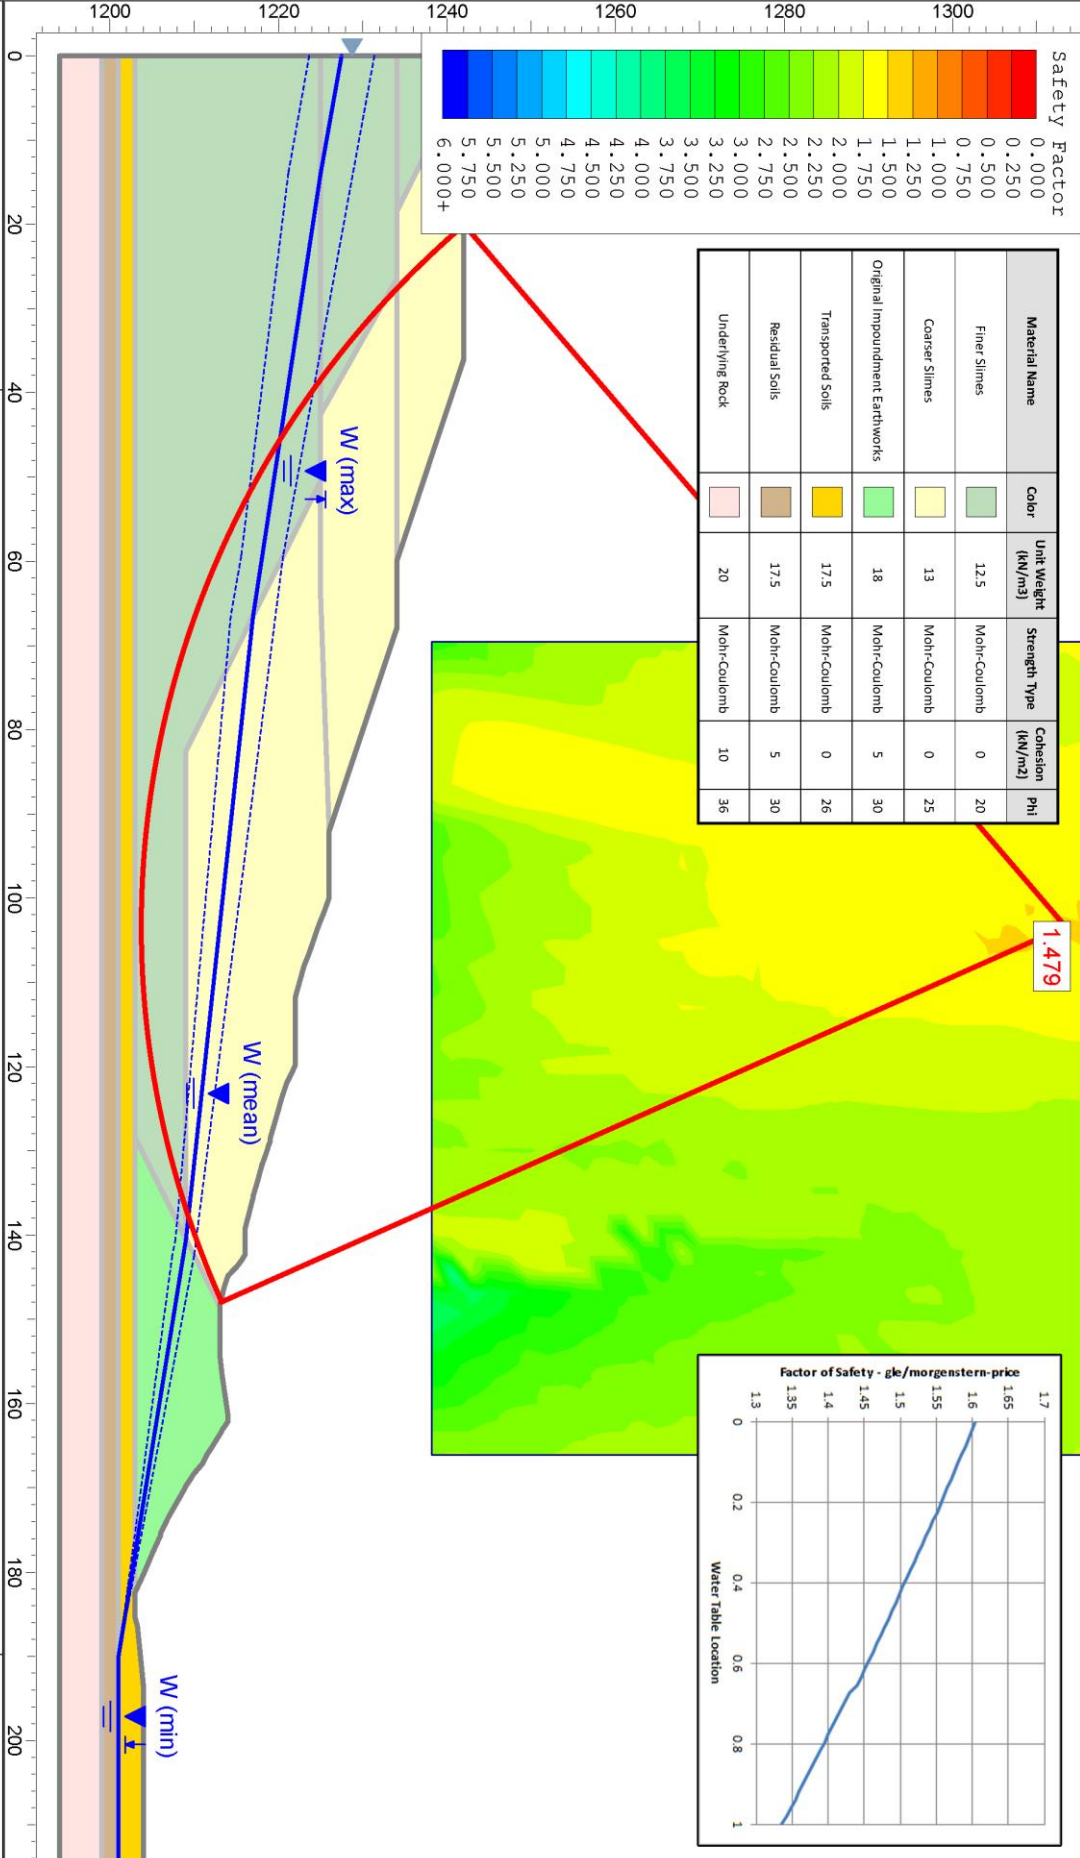 Safety Factor
0.000
0.250
0.500
0.750
1.000
1.250
1.500
1.750
2.000
2.250
2.500
2.750
3.000
3.250
3.500
3.750
4.000
4.250
4.500
4.750
5.000
5.250
5.500
5.750
6.000+
Material Name Color Unit Weight (kN/m3) Strength Type Cohesion (kN/m2) Phi
Finer Slimes 12.5 Mohr-Coulomb 0 20
Coarser Slimes 13 Mohr-Coulomb 0 25
Original Impoundment Earthworks 18 Mohr-Coulomb 5 30
Transported Soils 17.5 Mohr-Coulomb 0 26
Residual Soils 17.5 Mohr-Coulomb 5 30
Underlying Rock 20 Mohr-Coulomb 10 36
1.479
Factor of Safety - gle/morgenstern-price
1.7
1.65
1.6
1.55
1.5
1.45
1.4
1.35
1.3
0 0.2 0.4 0.6 0.8 1
Water Table Location
W (max)
W (mean)
W (min)
1300
1280
1260
1240
1220
1200
0 20 40 60 80 100 120 140 160 180 200